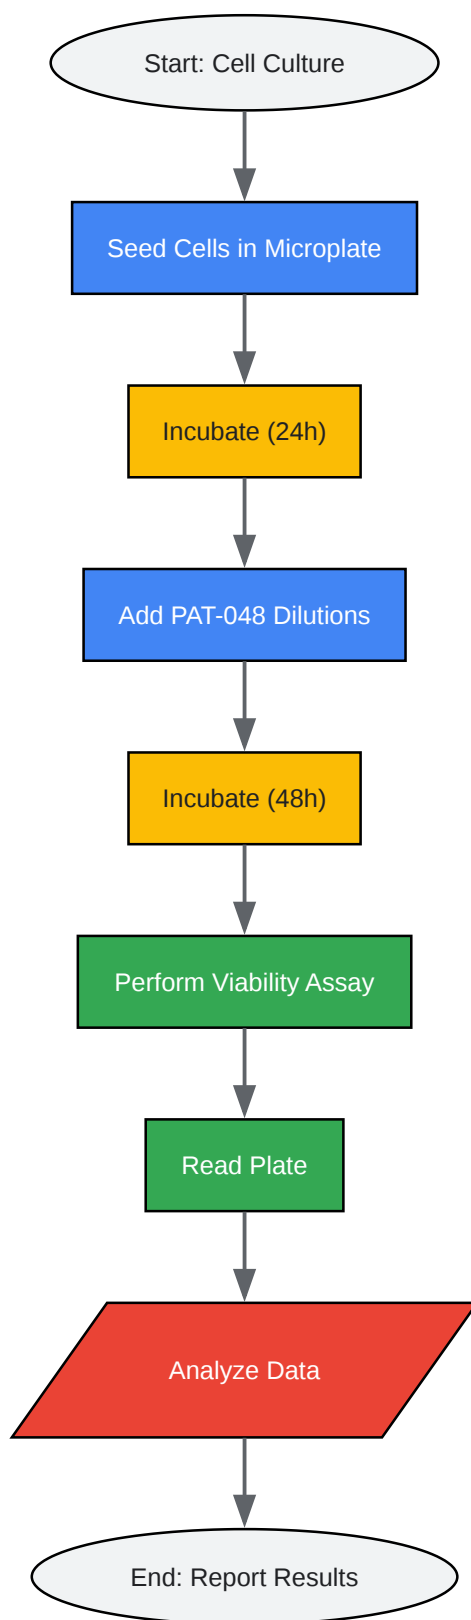 Start: Cell Culture
Seed Cells in Microplate
Incubate (24h)
Add PAT-048 Dilutions
Incubate (48h)
Perform Viability Assay
Read Plate
Analyze Data
End: Report Results